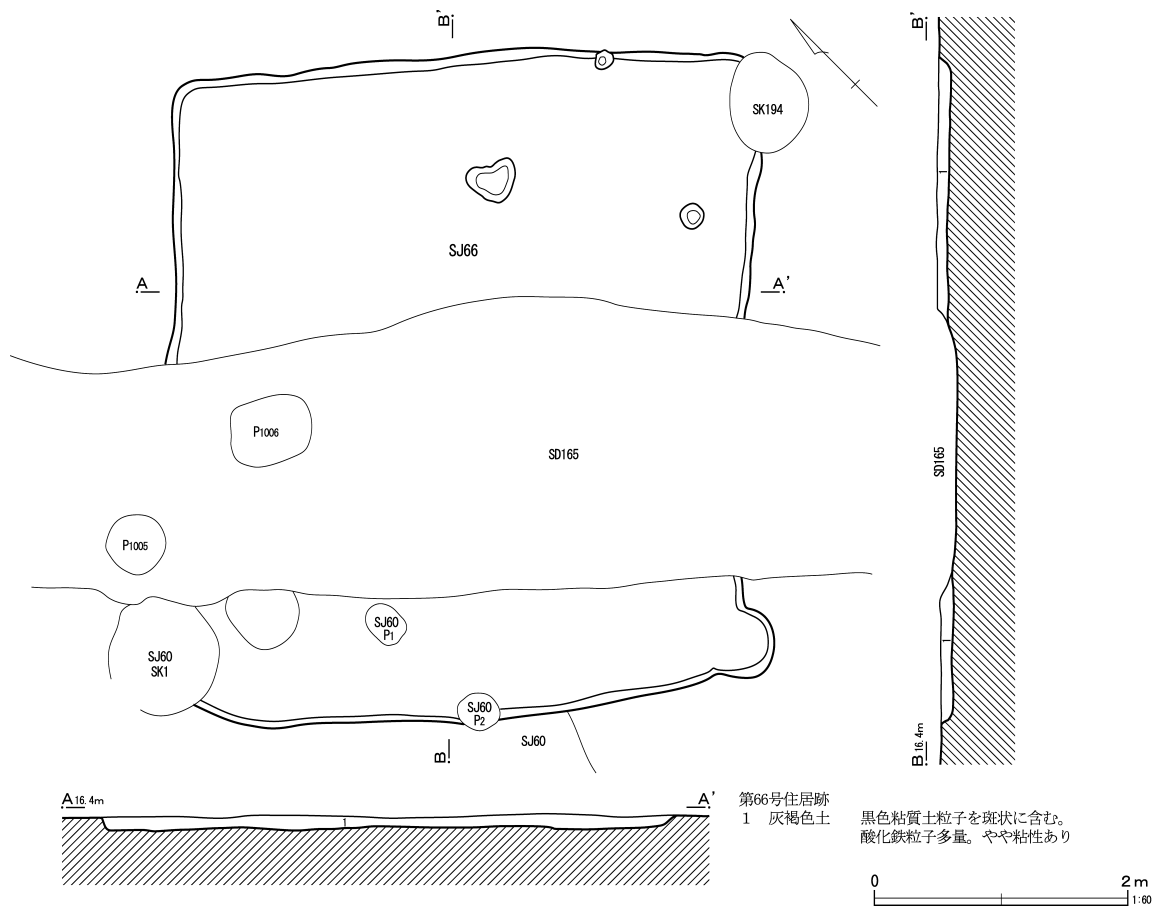 B'
B'
SK194
1
SJ66
A
A'
P1006
SD165
SD165
P1005
SJ60
P1
SJ60
SK1
1
SJ60
P2
SJ60
B
B 16.4m
A 16.4m
A'
1
第66号住居跡
1 灰褐色土 黒色粘質土粒子を斑状に含む。
酸化鉄粒子多量。やや粘性あり
0 2m
1:60